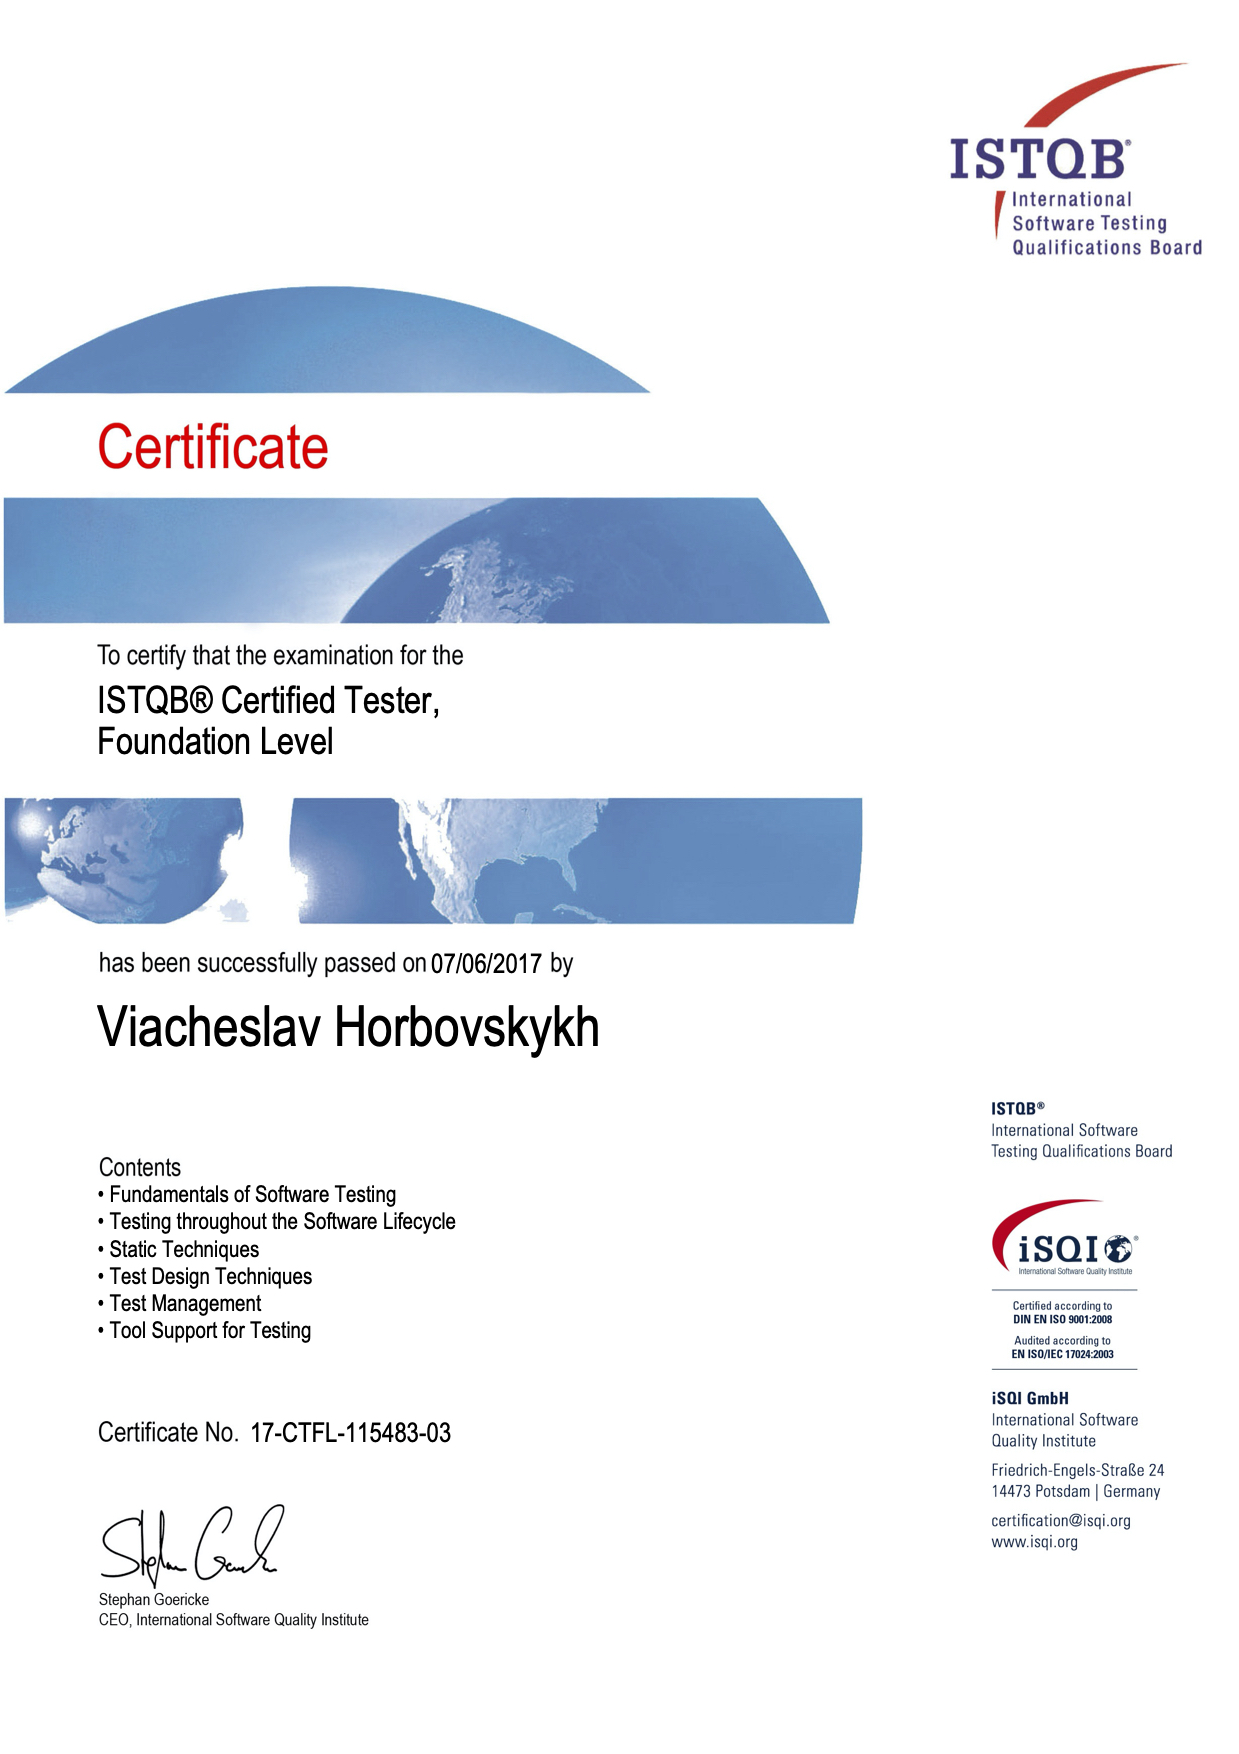 ISTQB®
International
Software Testing
Qualifications Board
Certificate
To certify that the examination for the
ISTQB® Certified Tester,
Foundation Level
has been successfully passed on 07/06/2017 by
Viacheslav Horbovskykh
Contents
• Fundamentals of Software Testing
• Testing throughout the Software Lifecycle
• Static Techniques
• Test Design Techniques
• Test Management
• Tool Support for Testing
Certificate No. 17-CTFL-115483-03
Stephan Goericke
CEO, International Software Quality Institute
ISTQB®
International Software
Testing Qualifications Board
iSQI®
International Software Quality Institute
Certified according to
DIN EN ISO 9001:2008
Audited according to
EN ISO/IEC 17024:2003
iSQI GmbH
International Software
Quality Institute
Friedrich-Engels-Straße 24
14473 Potsdam | Germany
certification@isqi.org
www.isqi.org